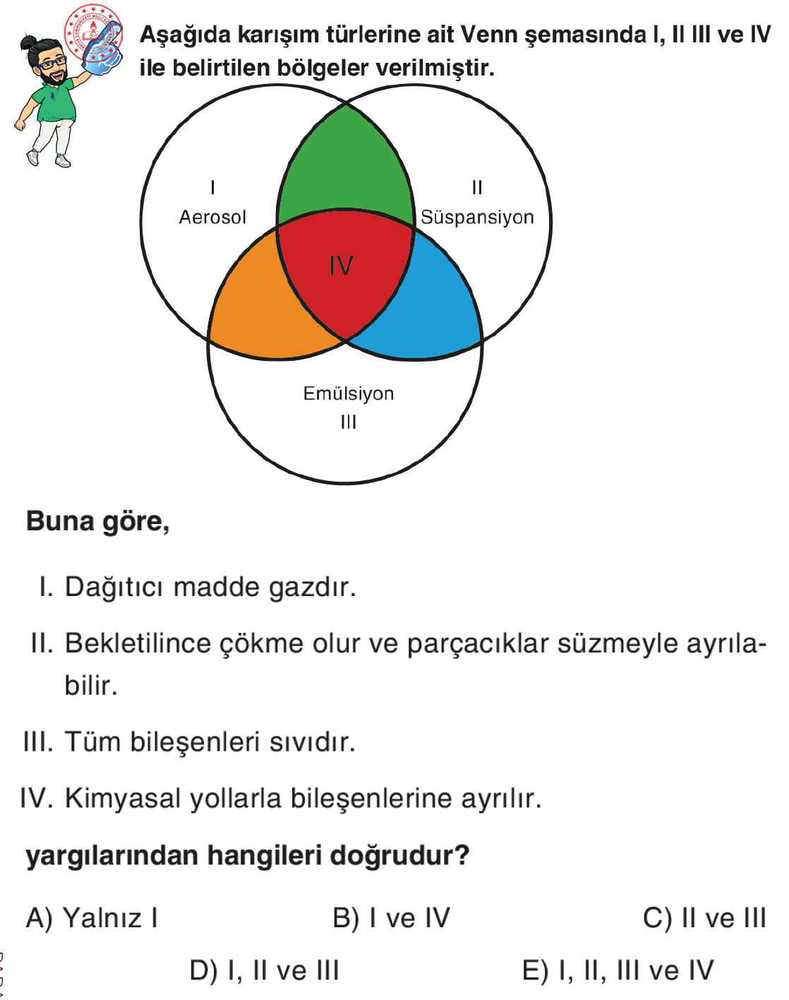 Aşağıda karışım türlerine ait Venn şemasında I, II III ve IV
ile belirtilen bölgeler verilmiştir.
I
Aerosol
II
Süspansiyon
IV
Emülsiyon
III
Buna göre,
I. Dağıtıcı madde gazdır.
II. Bekletilince çökme olur ve parçacıklar süzmeyle ayrıla-
bilir.
III. Tüm bileşenleri sıvıdır.
IV. Kimyasal yollarla bileşenlerine ayrılır.
yargılarından hangileri doğrudur?
A) Yalnız I
B) I ve IV
C) II ve III
D) I, II ve III
E) I, II, III ve IV